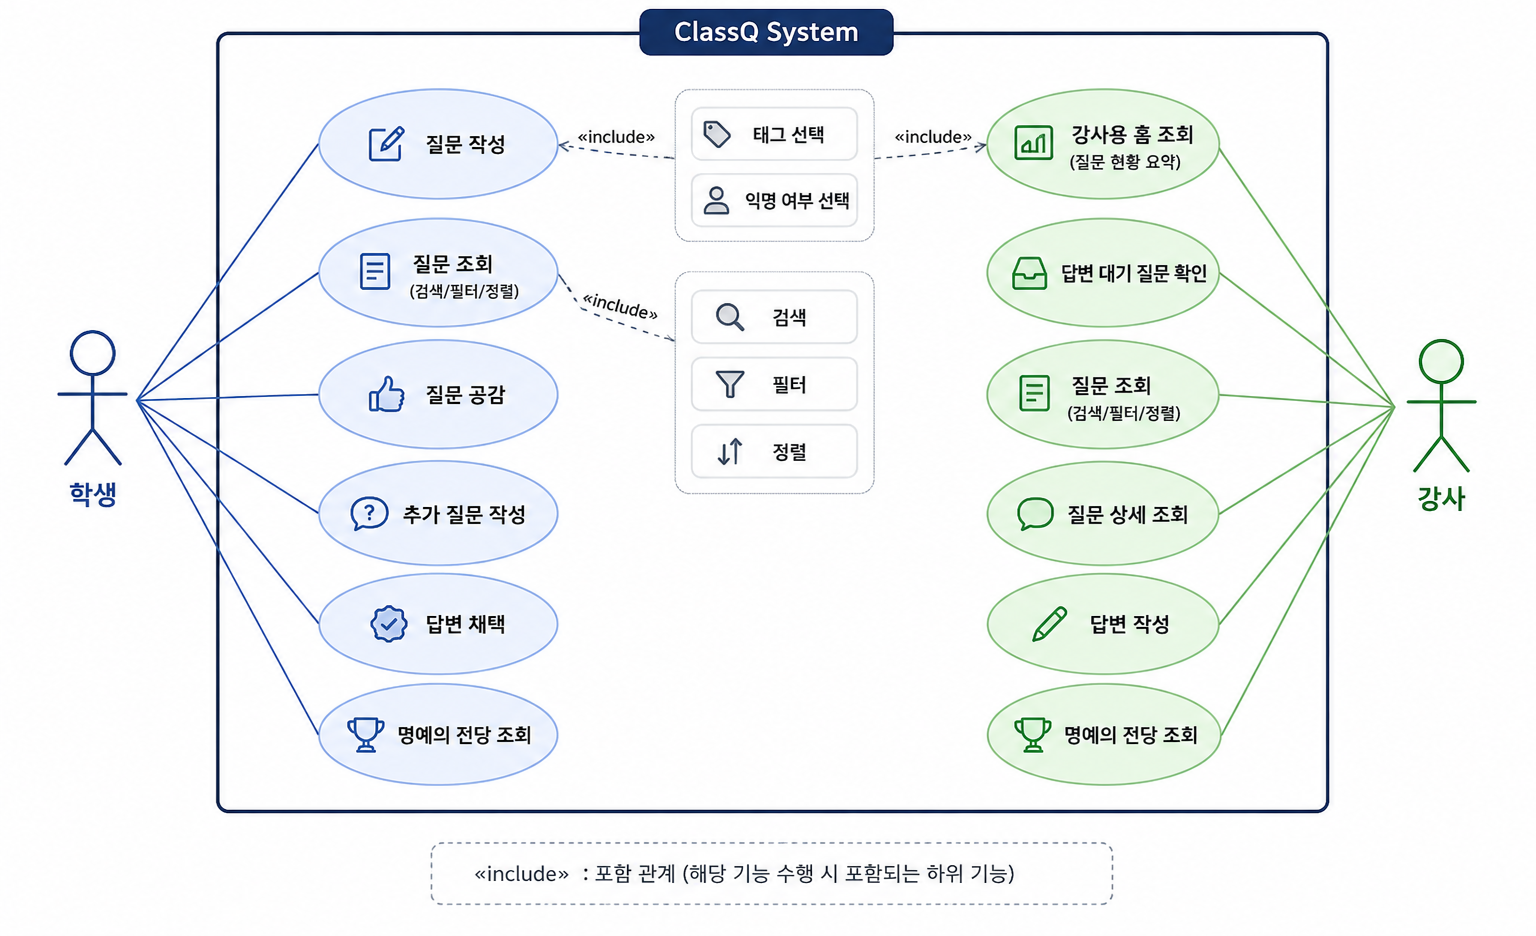 ClassQ System
질문 작성
질문 조회
(검색/필터/정렬)
질문 공감
추가 질문 작성
답변 채택
명예의 전당 조회
학생
«include»
«include»
«include»
태그 선택
익명 여부 선택
검색
필터
정렬
강사용 홈 조회
(질문 현황 요약)
답변 대기 질문 확인
질문 조회
(검색/필터/정렬)
질문 상세 조회
답변 작성
명예의 전당 조회
강사
«include» : 포함 관계 (해당 기능 수행 시 포함되는 하위 기능)